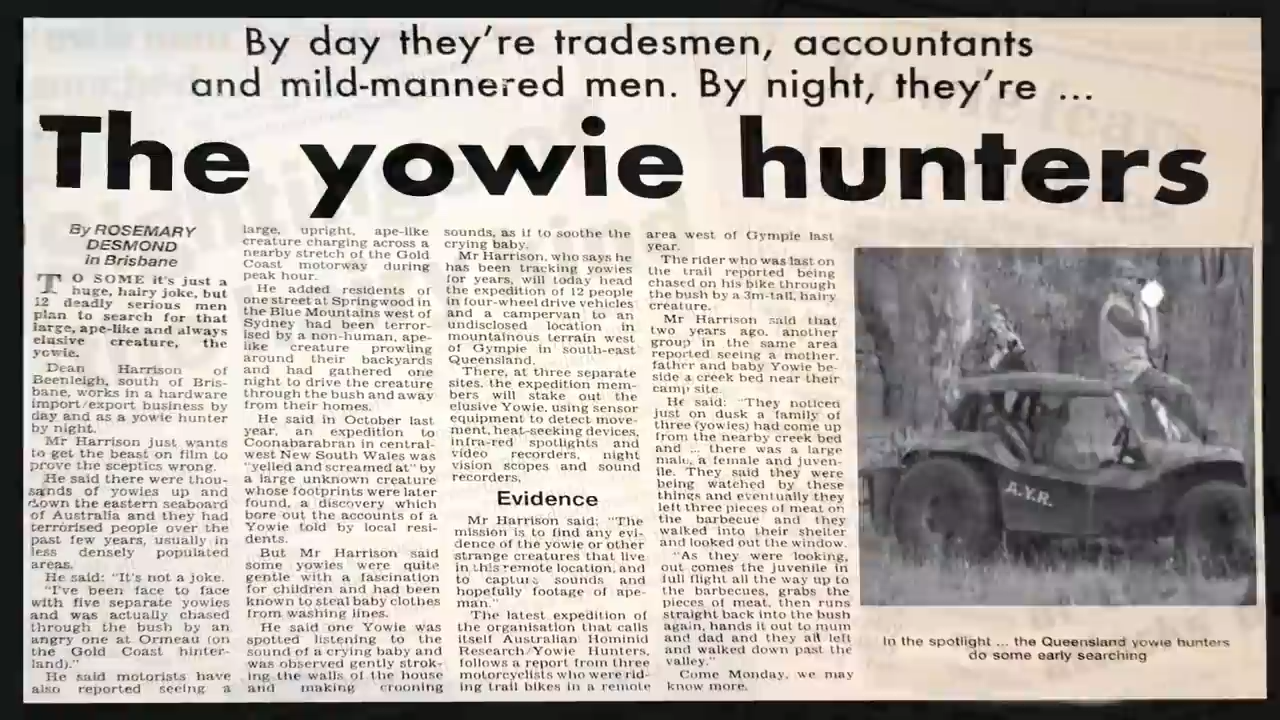 By day they're tradesmen, accountants
and mild-mannered men. By night, they're ...
The yowie hunters
By ROSEMARY
DESMOND
in Brisbane
TO SOME it's just a
huge, hairy joke, but
12 deadly serious men
plan to search for that
large, ape-like and always
elusive creature, the
yowie.
Dean Harrison of
Beenleigh, south of Bris-
bane, works in a hardware
import/export business by
day and as a yowie hunter
by night.
Mr Harrison just wants
to get the beast on film to
prove the sceptics wrong.
He said there were thou-
sands of yowies up and
down the eastern seaboard
of Australia and they had
terrorised people over the
past few years, usually in
less densely populated
areas.
He said: "It's not a joke.
"I've been face to face
with five separate yowies
and was actually chased
through the bush by an
angry one at Ormeau (on
the Gold Coast hinter-
land)."
He said motorists have
also reported seeing a
large, upright, ape-like
creature charging across a
nearby stretch of the Gold
Coast motorway during
peak hour.
He added residents of
one street at Springwood in
the Blue Mountains west of
Sydney had been terror-
ised by a non-human, ape-
like creature prowling
around their backyards
and had gathered one
night to drive the creature
through the bush and away
from their homes.
He said in October last
year, an expedition to
Coonabarabran in central-
west New South Wales was
"yelled and screamed at" by
a large unknown creature
whose footprints were later
found, a discovery which
bore out the accounts of a
Yowie told by local resi-
dents.
But Mr Harrison said
some yowies were quite
gentle with a fascination
for children and had been
known to steal baby clothes
from washing lines.
He said one Yowie was
spotted listening to the
sound of a crying baby and
was observed gently strok-
ing the walls of the house
and making crooning
sounds, as if to soothe the
crying baby.
Mr Harrison, who says he
has been tracking yowies
for years, will today head
the expedition of 12 people
in four-wheel drive vehicles
and a campervan to an
undisclosed location in
mountainous terrain west
of Gympie in south-east
Queensland.
There, at three separate
sites, the expedition mem-
bers will stake out the
elusive Yowie, using sensor
equipment to detect move-
ment, heat-seeking devices,
infra-red spotlights and
video recorders, night
vision scopes and sound
recorders,
Evidence
Mr Harrison said: "The
mission is to find any evi-
dence of the yowie or other
strange creatures that live
in this remote location, and
to capture sounds and
hopefully footage of ape-
man."
The latest expedition of
the organisation that calls
itself Australian Hominid
Research/Yowie Hunters,
follows a report from three
motorcyclists who were rid-
ing trail bikes in a remote
area west of Gympie last
year.
The rider who was last on
the trail reported being
chased on his bike through
the bush by a 3m-tall, hairy
creature.
Mr Harrison said that
two years ago, another
group in the same area
reported seeing a mother,
father and baby Yowie be-
side a creek bed near their
camp site.
He said: "They noticed
just on dusk a family of
three (yowies) had come up
from the nearby creek bed
and ... there was a large
male, a female and juven-
ile. They said they were
being watched by these
things and eventually they
left three pieces of meat on
the barbecue and they
walked into their shelter
and looked out the window.
"As they were looking,
out comes the juvenile in
full flight all the way up to
the barbecues, grabs the
pieces of meat, then runs
straight back into the bush
again, hands it out to mum
and dad and they all left
and walked down past the
valley."
Come Monday, we may
know more.
A.Y.R.
In the spotlight ... the Queensland yowie hunters
do some early searching